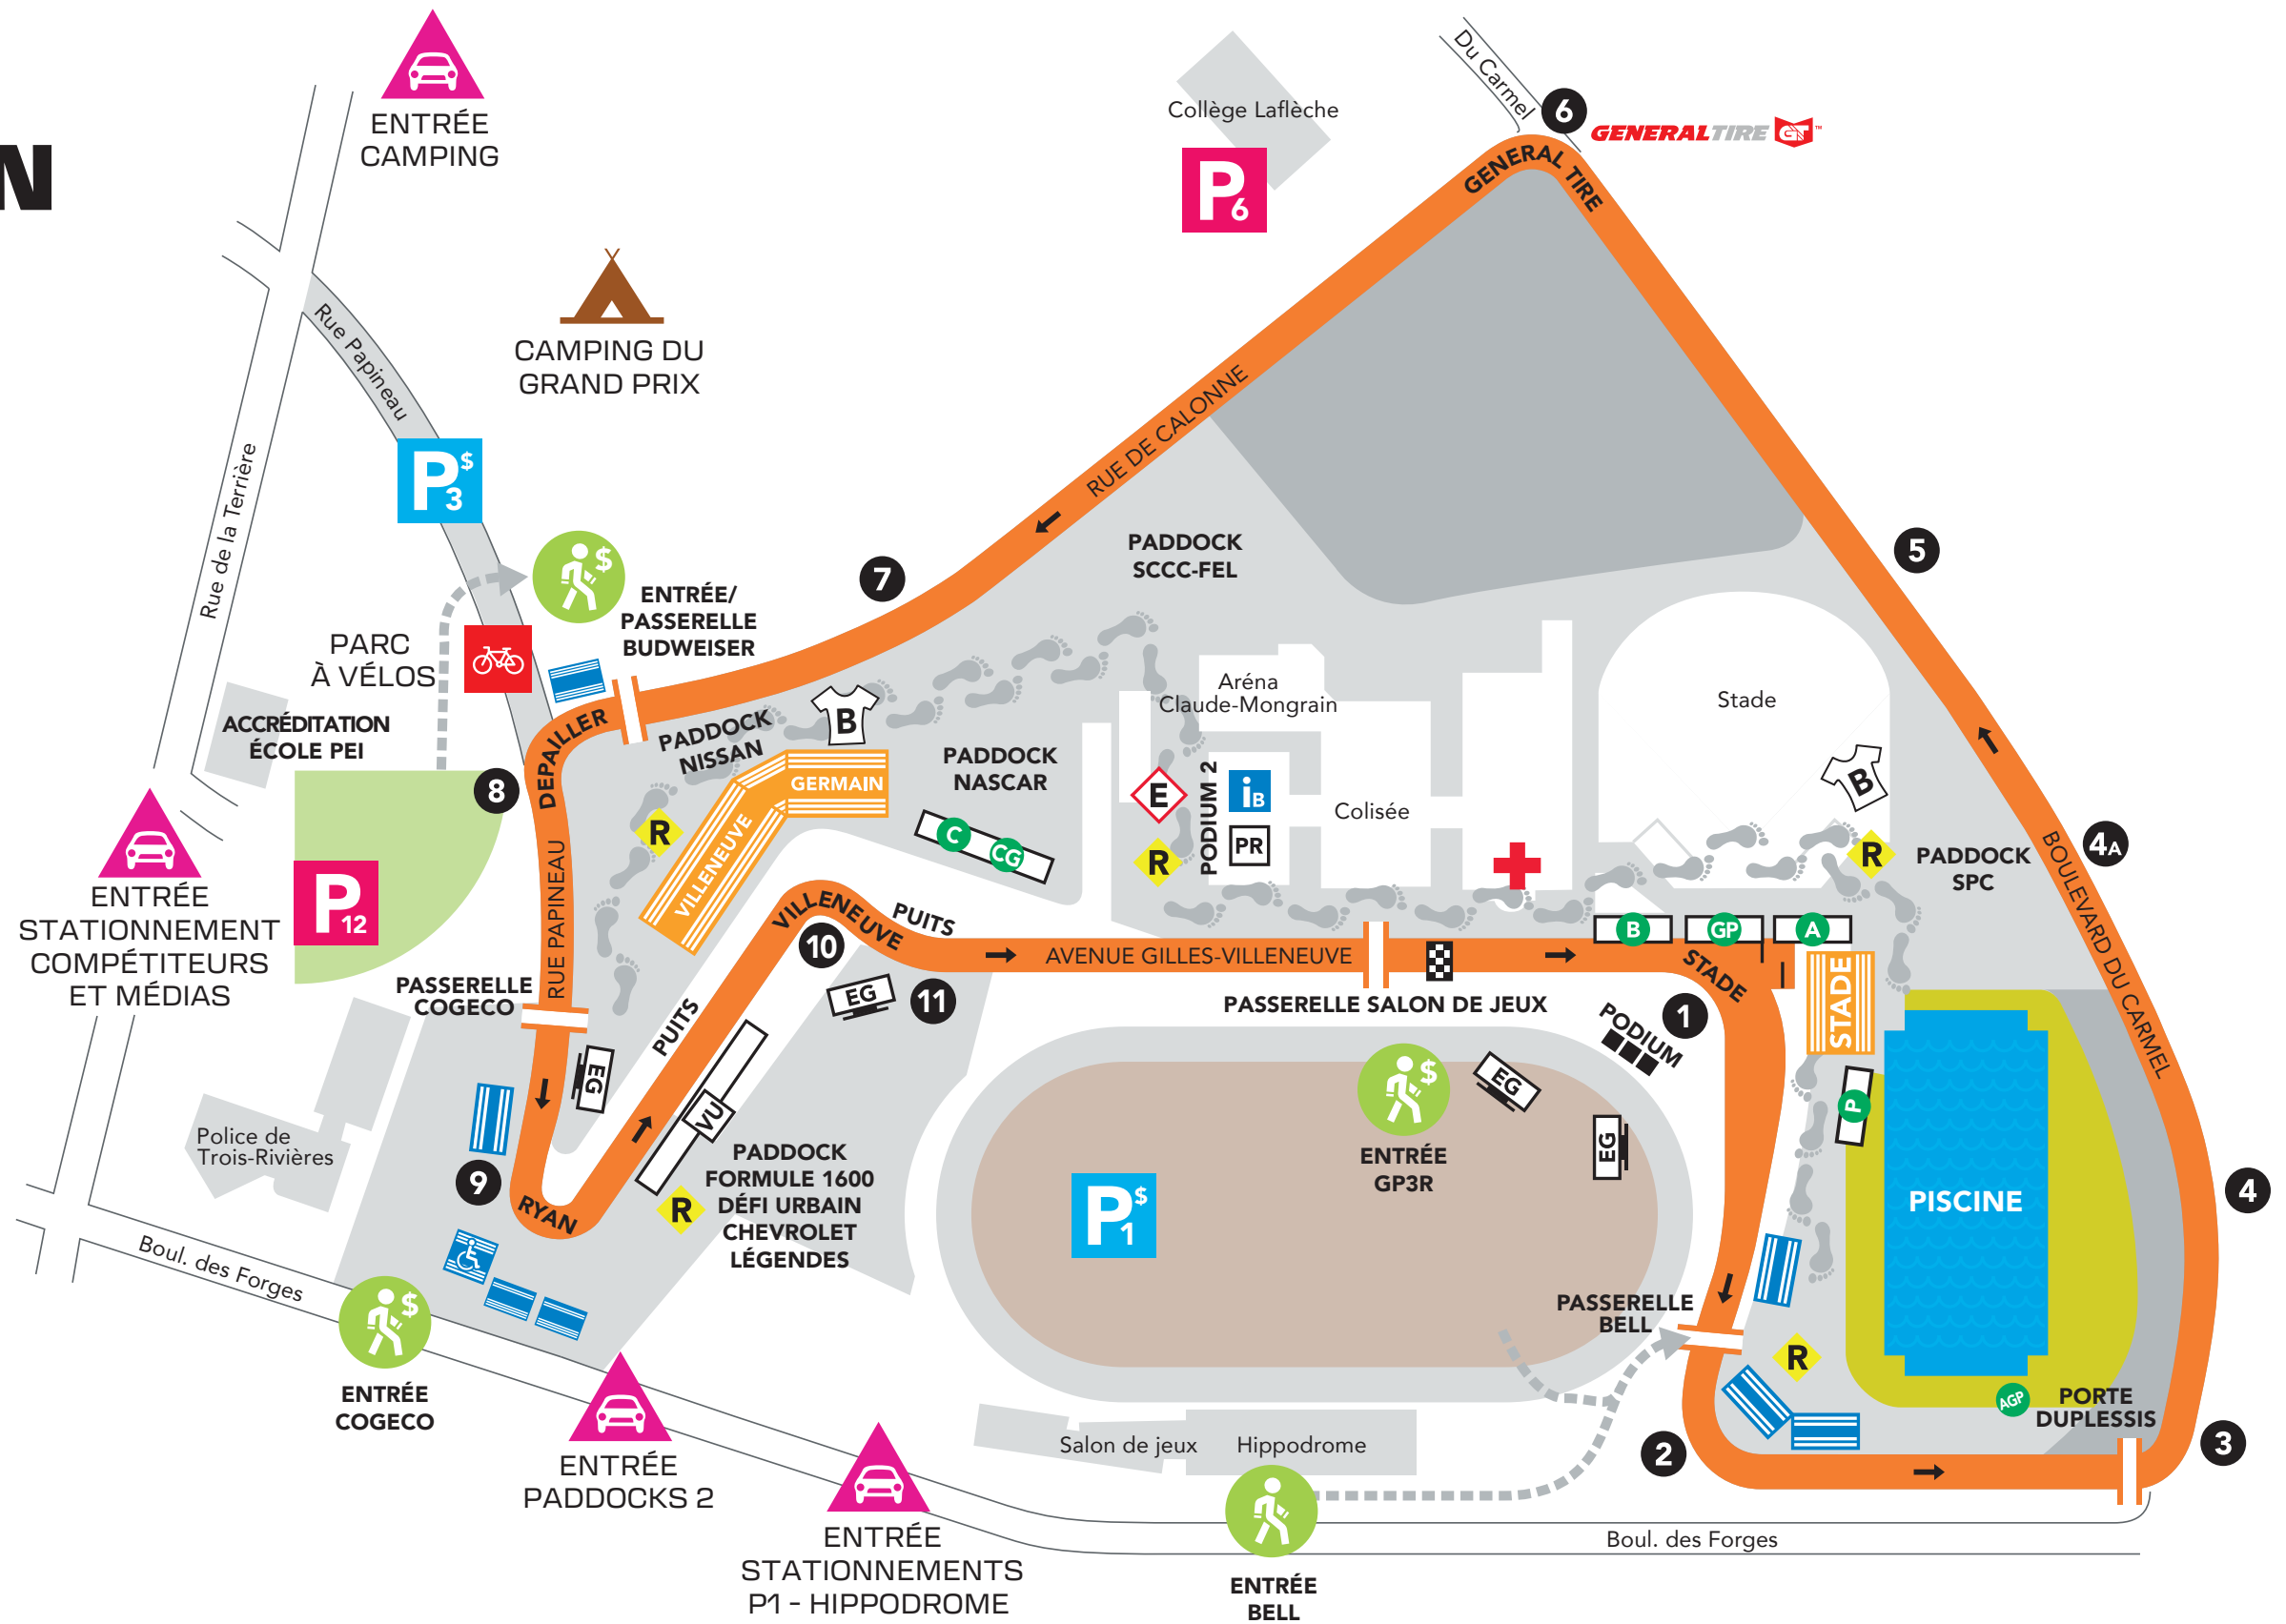 N
ENTRÉE
CAMPING
Collège Laflèche
P6
Du Carmel
6
GENERAL TIRE GT ™
GENERAL TIRE
Rue Papineau
CAMPING DU
GRAND PRIX
RUE DE CALONNE
Rue de la Terrière
P3 $
$
ENTRÉE/
PASSERELLE
BUDWEISER
7
PADDOCK
SCCC-FEL
5
PARC
À VÉLOS
ACCRÉDITATION
ÉCOLE PEI
DEPAILLER
8
PADDOCK
NISSAN
B
GERMAIN
VILLENEUVE
R
PADDOCK
NASCAR
C
CG
Aréna
Claude-Mongrain
E
R
PODIUM 2
iB
PR
Colisée
Stade
B
R
PADDOCK
SPC
4A
BOULEVARD DU CARMEL
ENTRÉE
STATIONNEMENT
COMPÉTITEURS
ET MÉDIAS
P12
RUE PAPINEAU
PASSERELLE
COGECO
VILLENEUVE
PUITS
10
EG
11
AVENUE GILLES-VILLENEUVE
PASSERELLE SALON DE JEUX
B
GP
A
STADE
STADE
1
PODIUM
PUITS
EG
VU
Police de
Trois-Rivières
9
RYAN
R
PADDOCK
FORMULE 1600
DÉFI URBAIN
CHEVROLET
LÉGENDES
P1 $
$
ENTRÉE
GP3R
EG
EG
P
PISCINE
4
Boul. des Forges
$
ENTRÉE
COGECO
PASSERELLE
BELL
R
AGP
PORTE
DUPLESSIS
3
2
ENTRÉE
PADDOCKS 2
Salon de jeux
Hippodrome
ENTRÉE
STATIONNEMENTS
P1 - HIPPODROME
ENTRÉE
BELL
Boul. des Forges